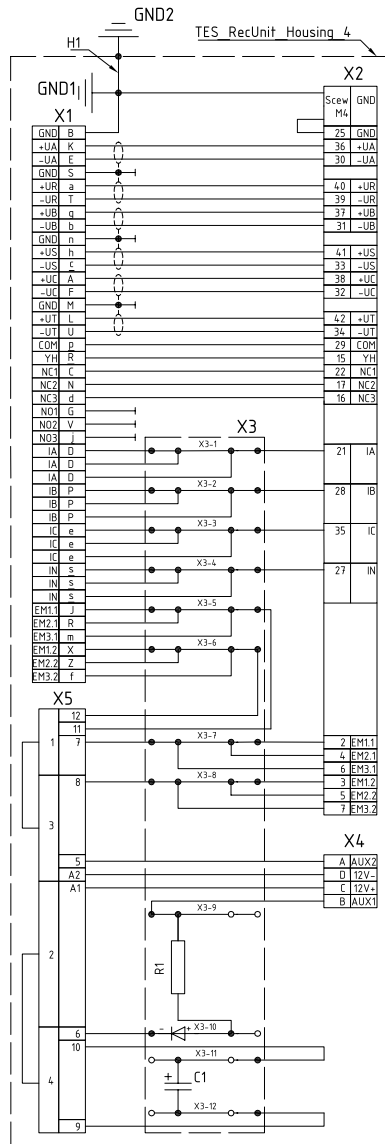 GND2
H1
TES_RecUnit_Housing_4
GND1
X1
GND B
+UA K
-UA E
GND S
+UR a
-UR T
+UB g
-UB b
GND n
+US h
-US c
+UC A
-UC F
GND M
+UT L
-UT U
COM p
YH R
NC1 C
NC2 N
NC3 d
NO1 G
NO2 V
NO3 j
IA D
IA D
IA D
IB P
IB P
IB P
IC e
IC e
IC e
IN s
IN s
IN s
EM1.1 J
EM2.1 R
EM3.1 m
EM1.2 X
EM2.2 Z
EM3.2 f
X2
Scew M4 GND
25 GND
36 +UA
30 -UA
40 +UR
39 -UR
37 +UB
31 -UB
41 +US
33 -US
38 +UC
32 -UC
42 +UT
34 -UT
29 COM
15 YH
22 NC1
17 NC2
16 NC3
21 IA
28 IB
35 IC
27 IN
2 EM1.1
4 EM2.1
6 EM3.1
3 EM1.2
5 EM2.2
7 EM3.2
X3
X3-1
X3-2
X3-3
X3-4
X3-5
X3-6
X3-7
X3-8
X3-9
R1
- + X3-10
X3-11
+ C1
X3-12
X5
12
11
1 7
8
3
5
A2
A1
2
6
10
4
9
X4
A AUX2
D 12V-
C 12V+
B AUX1